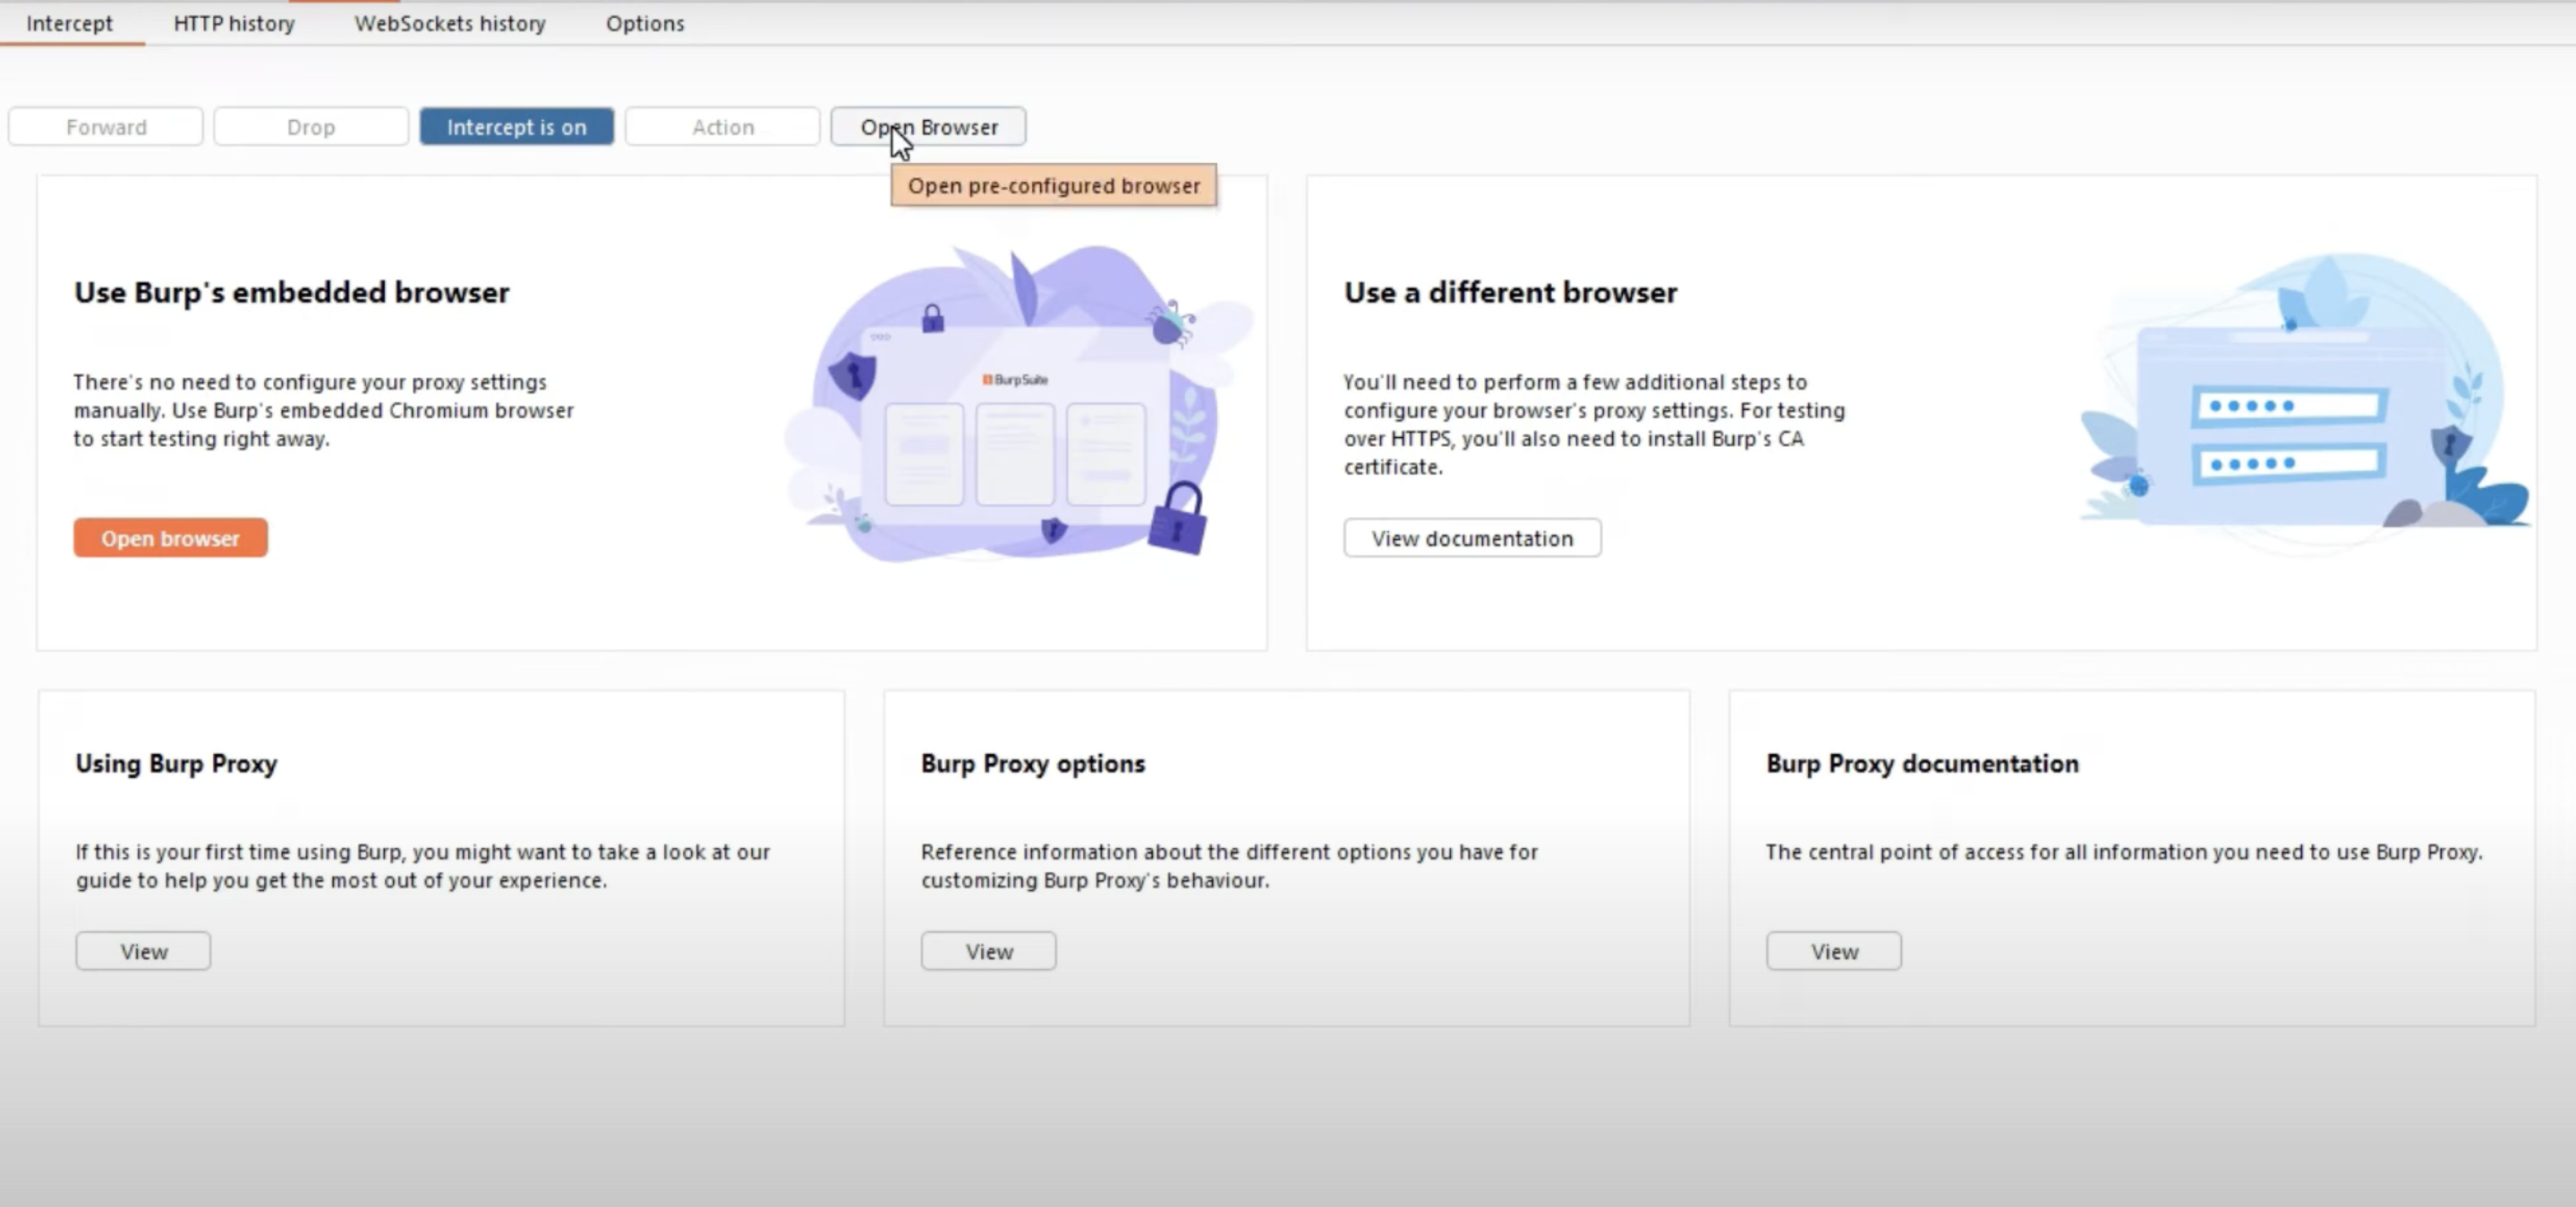 Intercept HTTP history WebSockets history Options
Forward Drop Intercept is on Action Open Browser
Open pre-configured browser
Use Burp's embedded browser
There's no need to configure your proxy settings
manually. Use Burp's embedded Chromium browser
to start testing right away.
Open browser
BurpSuite
Use a different browser
You'll need to perform a few additional steps to
configure your browser's proxy settings. For testing
over HTTPS, you'll also need to install Burp's CA
certificate.
View documentation
Using Burp Proxy
If this is your first time using Burp, you might want to take a look at our
guide to help you get the most out of your experience.
View
Burp Proxy options
Reference information about the different options you have for
customizing Burp Proxy's behaviour.
View
Burp Proxy documentation
The central point of access for all information you need to use Burp Proxy.
View